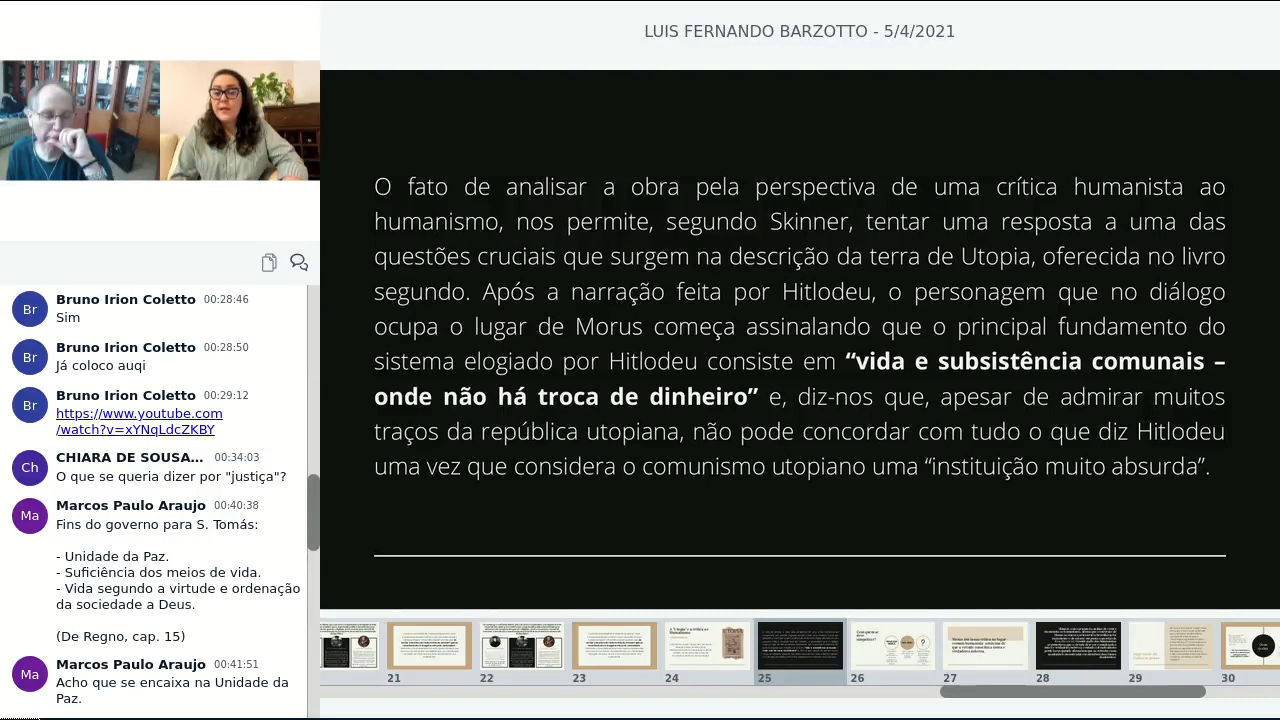 LUIS FERNANDO BARZOTTO - 5/4/2021
O fato de analisar a obra pela perspectiva de uma crítica humanista ao
humanismo, nos permite, segundo Skinner, tentar uma resposta a uma das
questões cruciais que surgem na descrição da terra de Utopia, oferecida no livro
segundo. Após a narração feita por Hitlodeu, o personagem que no diálogo
ocupa o lugar de Morus começa assinalando que o principal fundamento do
sistema elogiado por Hitlodeu consiste em “vida e subsistência comunais –
onde não há troca de dinheiro” e, diz-nos que, apesar de admirar muitos
traços da república utopiana, não pode concordar com tudo o que diz Hitlodeu
uma vez que considera o comunismo utopiano uma “instituição muito absurda”.
Br
Bruno Irion Coletto 00:28:46
Sim
Br
Bruno Irion Coletto 00:28:50
Já coloco auqi
Br
Bruno Irion Coletto 00:29:12
https://www.youtube.com
/watch?v=xYNqLdcZKBY
Ch
CHIARA DE SOUSA... 00:34:03
O que se queria dizer por "justiça"?
Ma
Marcos Paulo Araujo 00:40:38
Fins do governo para S. Tomás:
- Unidade da Paz.
- Suficiência dos meios de vida.
- Vida segundo a virtude e ordenação
da sociedade a Deus.
(De Regno, cap. 15)
Ma
Marcos Paulo Araujo 00:41:51
Acho que se encaixa na Unidade da
Paz.
21 22 23 24 25 26 27 28 29 30